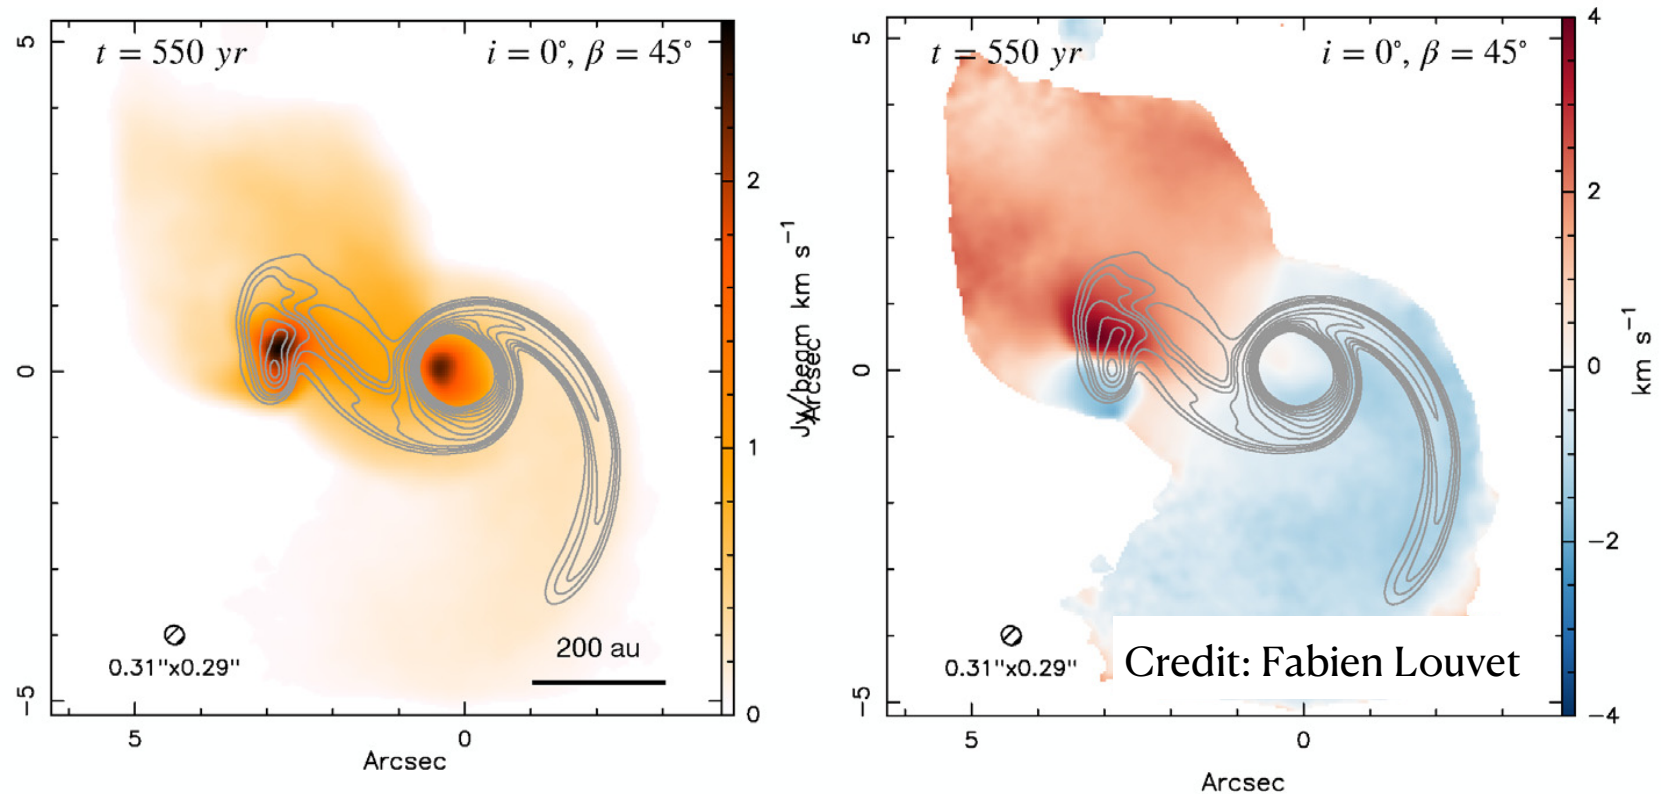 t = 550 yr
i = 0°, β = 45°
5
0
−5
5
0
Arcsec
0.31"x0.29"
200 au
2
1
0
Jy/beam km s⁻¹
Arcsec
t = 550 yr
i = 0°, β = 45°
5
0
−5
5
0
Arcsec
0.31"x0.29"
Credit: Fabien Louvet
4
2
0
−2
−4
km s⁻¹